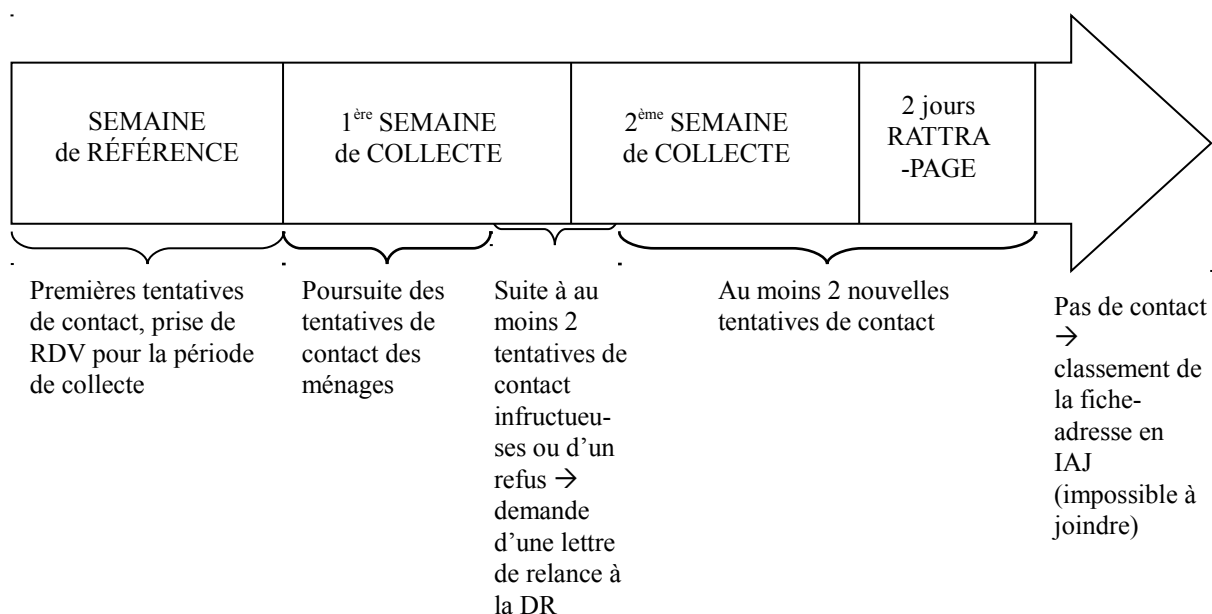 SEMAINE
de RÉFÉRENCE
1ère SEMAINE
de COLLECTE
2ème SEMAINE
de COLLECTE
2 jours
RATTRA
-PAGE
Premières tentatives
de contact, prise de
RDV pour la période
de collecte
Poursuite des
tentatives de
contact des
ménages
Suite à au
moins 2
tentatives de
contact
infructueu-
ses ou d’un
refus →
demande
d’une lettre
de relance à
la DR
Au moins 2 nouvelles
tentatives de contact
Pas de contact
→
classement de
la fiche-
adresse en
IAJ
(impossible à
joindre)